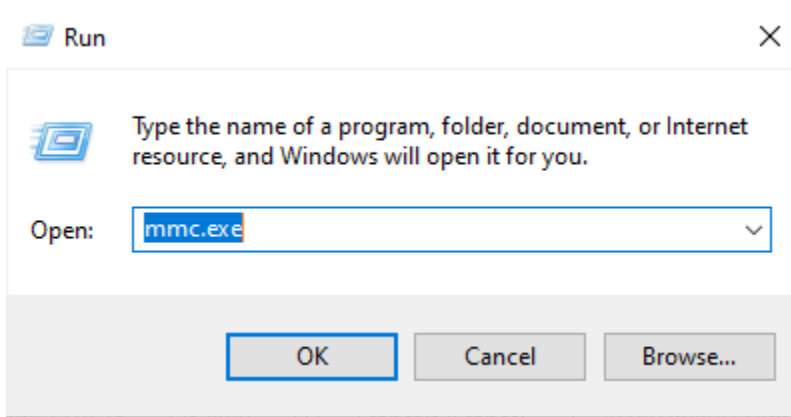 Run
Type the name of a program, folder, document, or Internet
resource, and Windows will open it for you.
Open: mmc.exe
OK Cancel Browse...